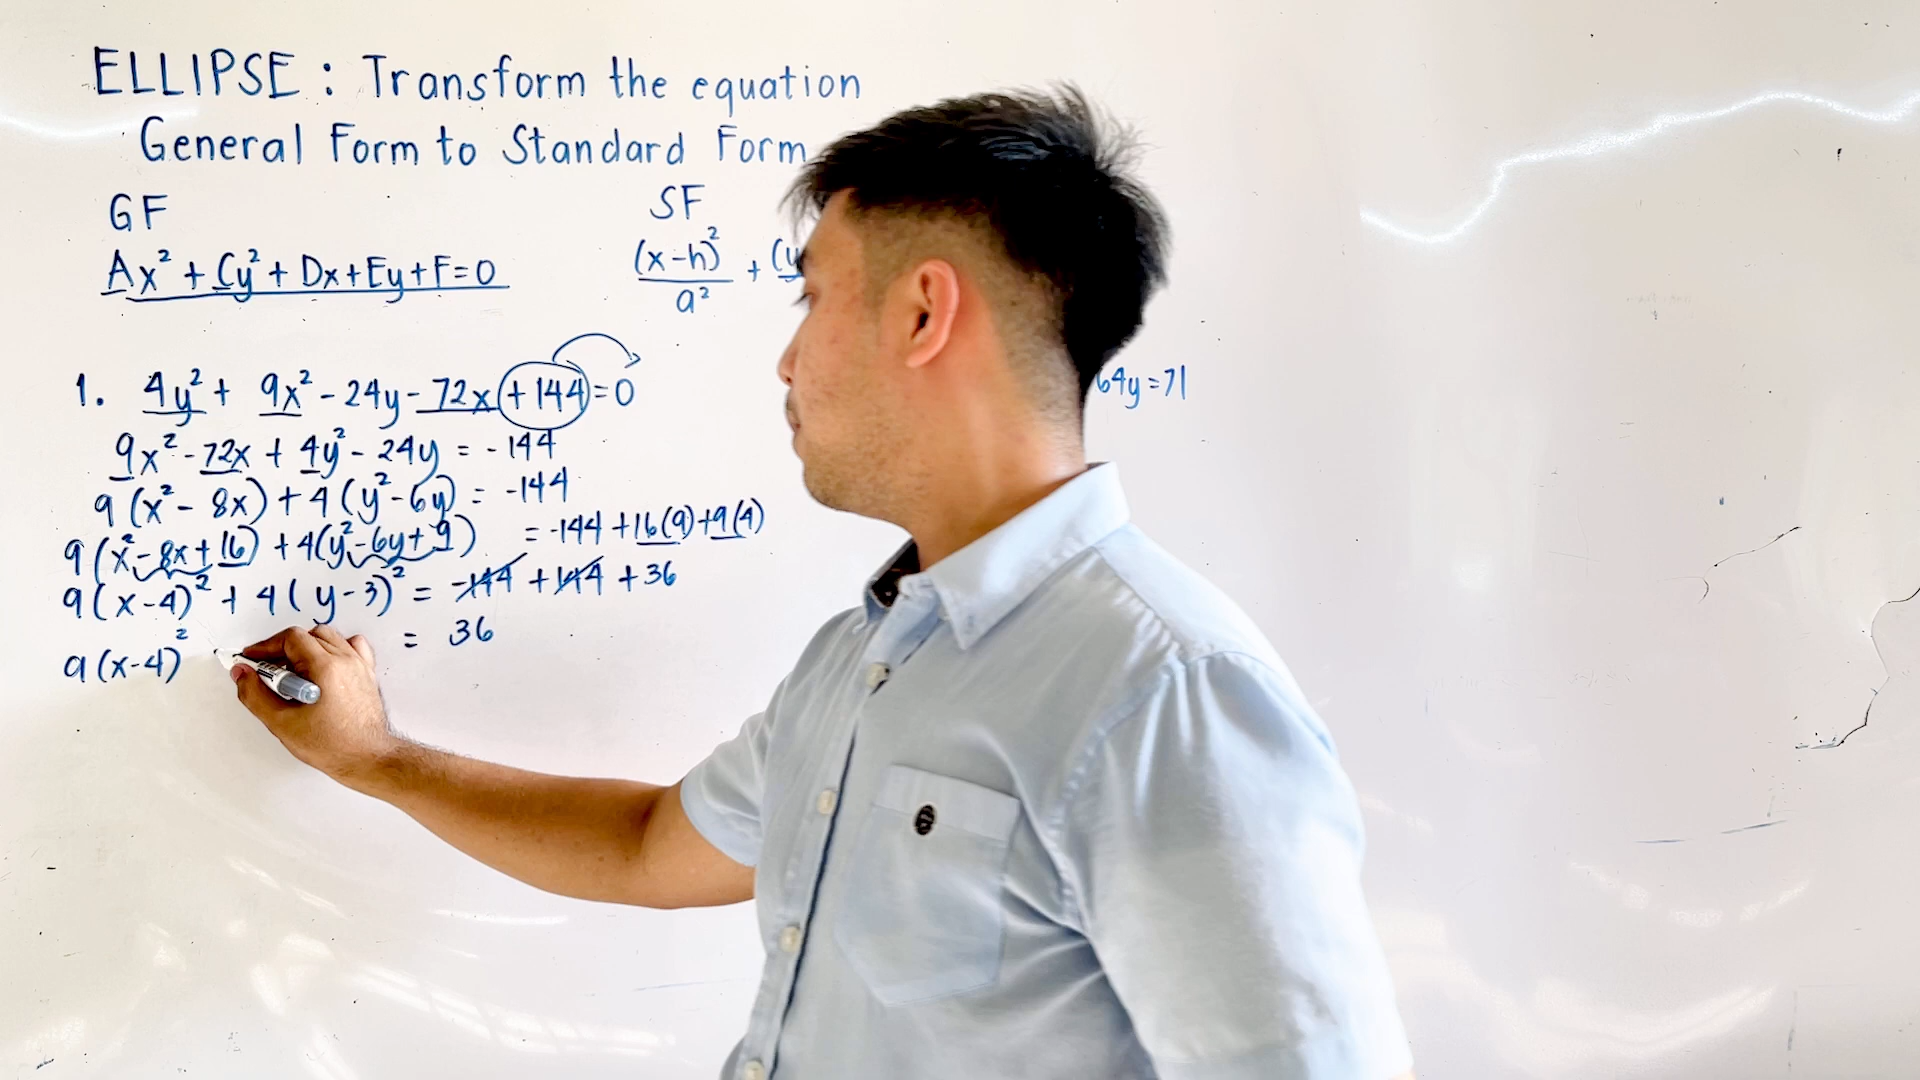 ELLIPSE : Transform the equation
General Form to Standard Form
GF
SF
Ax² + Cy² + Dx + Ey + F = 0
(x-h)² / a² + (y
1. 4y² + 9x² - 24y - 72x + 144 = 0
64y = 71
9x² - 72x + 4y² - 24y = -144
9(x² - 8x) + 4(y² - 6y) = -144
9(x² - 8x + 16) + 4(y² - 6y + 9) = -144 + 16(9) + 9(4)
9(x-4)² + 4(y-3)² = -144 + 144 + 36
= 36
9(x-4)²